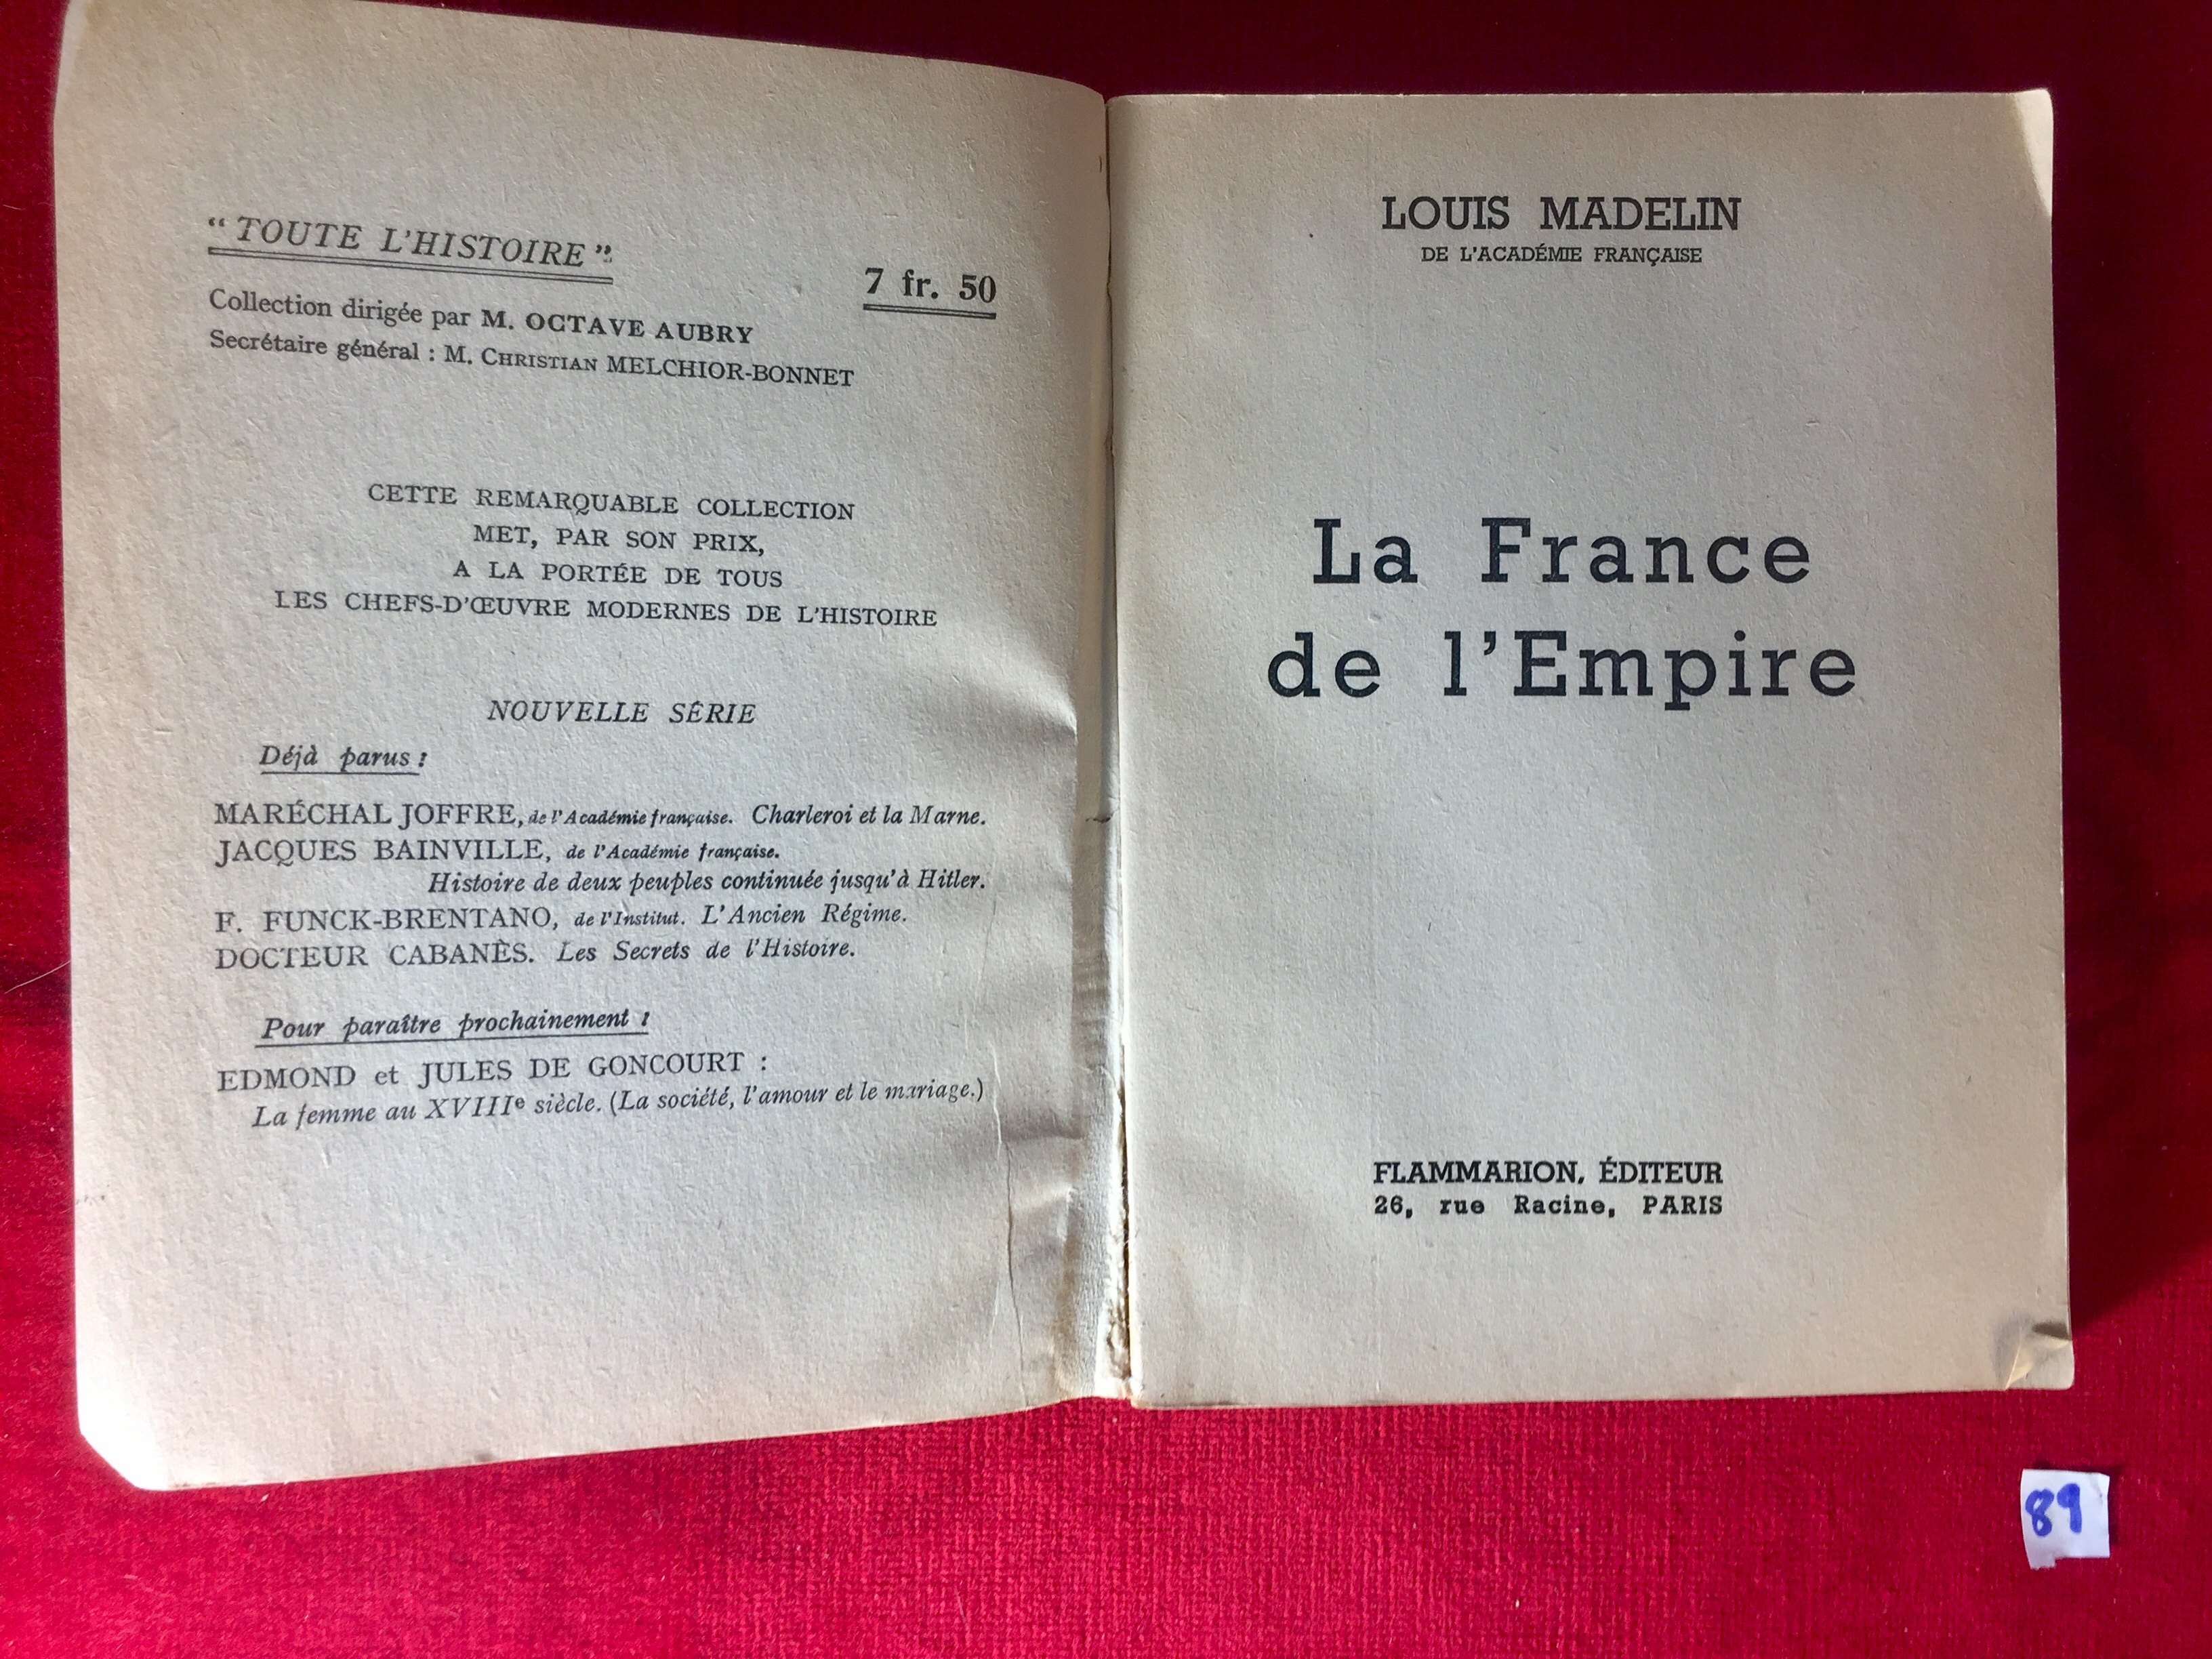 “ TOUTE L'HISTOIRE ”
7 fr. 50
Collection dirigée par M. OCTAVE AUBRY
Secrétaire général : M. CHRISTIAN MELCHIOR-BONNET
CETTE REMARQUABLE COLLECTION
MET, PAR SON PRIX,
A LA PORTÉE DE TOUS
LES CHEFS-D'ŒUVRE MODERNES DE L'HISTOIRE
NOUVELLE SÉRIE
Déjà parus :
MARÉCHAL JOFFRE, de l'Académie française. Charleroi et la Marne.
JACQUES BAINVILLE, de l'Académie française.
Histoire de deux peuples continuée jusqu'à Hitler.
F. FUNCK-BRENTANO, de l'Institut. L'Ancien Régime.
DOCTEUR CABANÈS. Les Secrets de l'Histoire.
Pour paraître prochainement :
EDMOND et JULES DE GONCOURT :
La femme au XVIIIe siècle. (La société, l'amour et le mariage.)
LOUIS MADELIN
DE L'ACADÉMIE FRANÇAISE
La France
de l'Empire
FLAMMARION, ÉDITEUR
26, rue Racine, PARIS
89